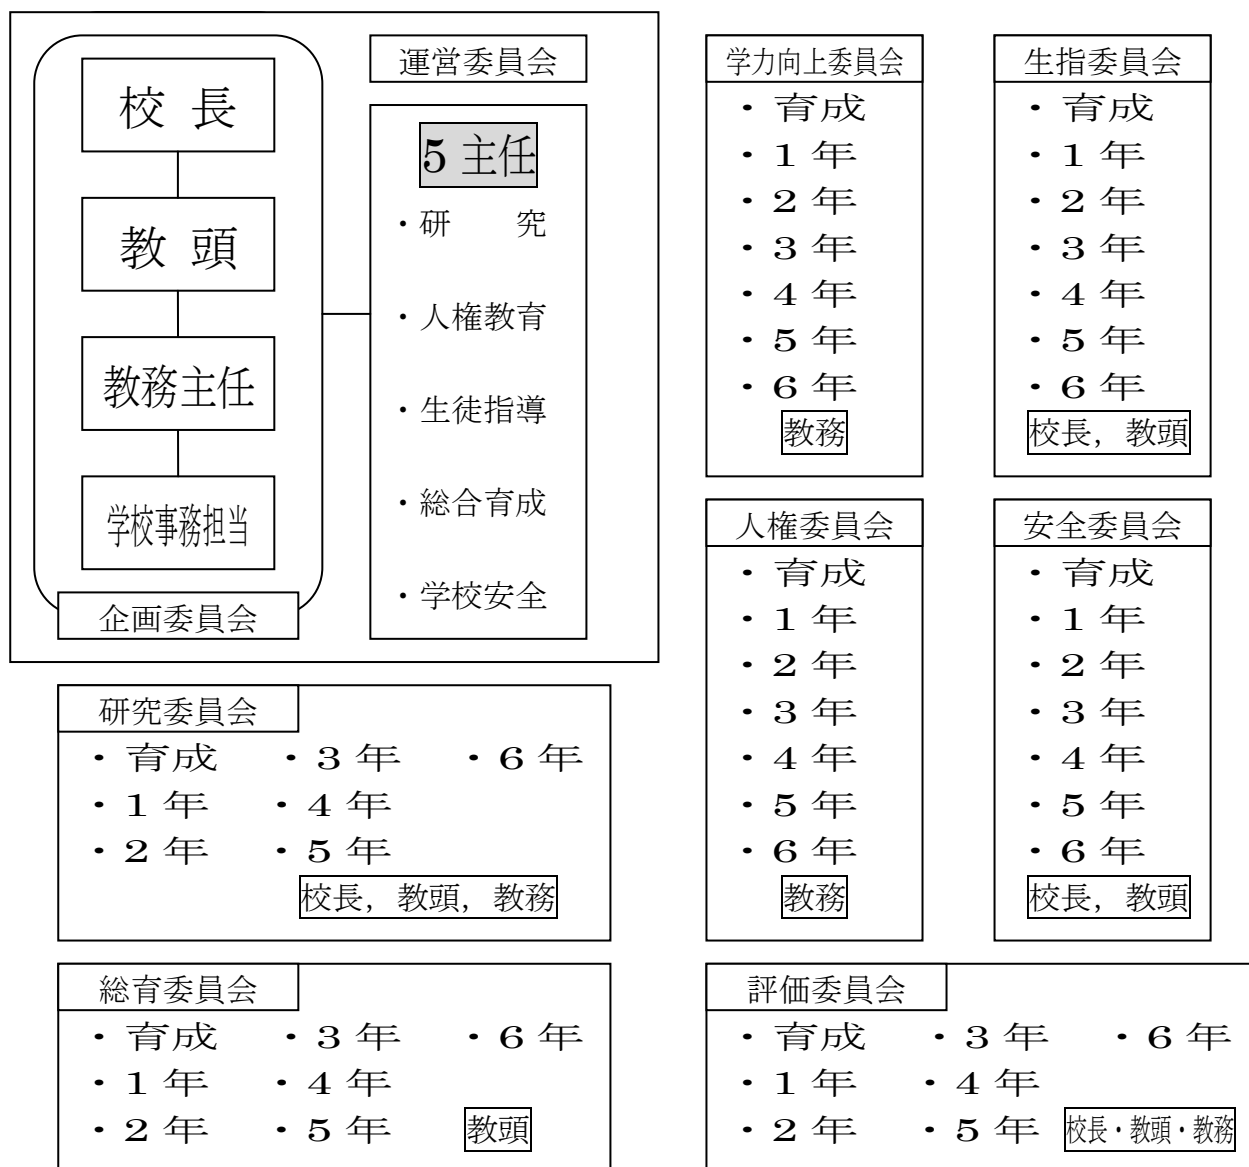 校 長
教 頭
教務主任
学校事務担当
企画委員会
運営委員会
5 主任
・研　究
・人権教育
・生徒指導
・総合育成
・学校安全
学力向上委員会
・育成
・1 年
・2 年
・3 年
・4 年
・5 年
・6 年
教務
生指委員会
・育成
・1 年
・2 年
・3 年
・4 年
・5 年
・6 年
校長，教頭
人権委員会
・育成
・1 年
・2 年
・3 年
・4 年
・5 年
・6 年
教務
安全委員会
・育成
・1 年
・2 年
・3 年
・4 年
・5 年
・6 年
校長，教頭
研究委員会
・育成 ・3 年 ・6 年
・1 年 ・4 年
・2 年 ・5 年
校長，教頭，教務
総育委員会
・育成 ・3 年 ・6 年
・1 年 ・4 年
・2 年 ・5 年 教頭
評価委員会
・育成 ・3 年 ・6 年
・1 年 ・4 年
・2 年 ・5 年 校長・教頭・教務